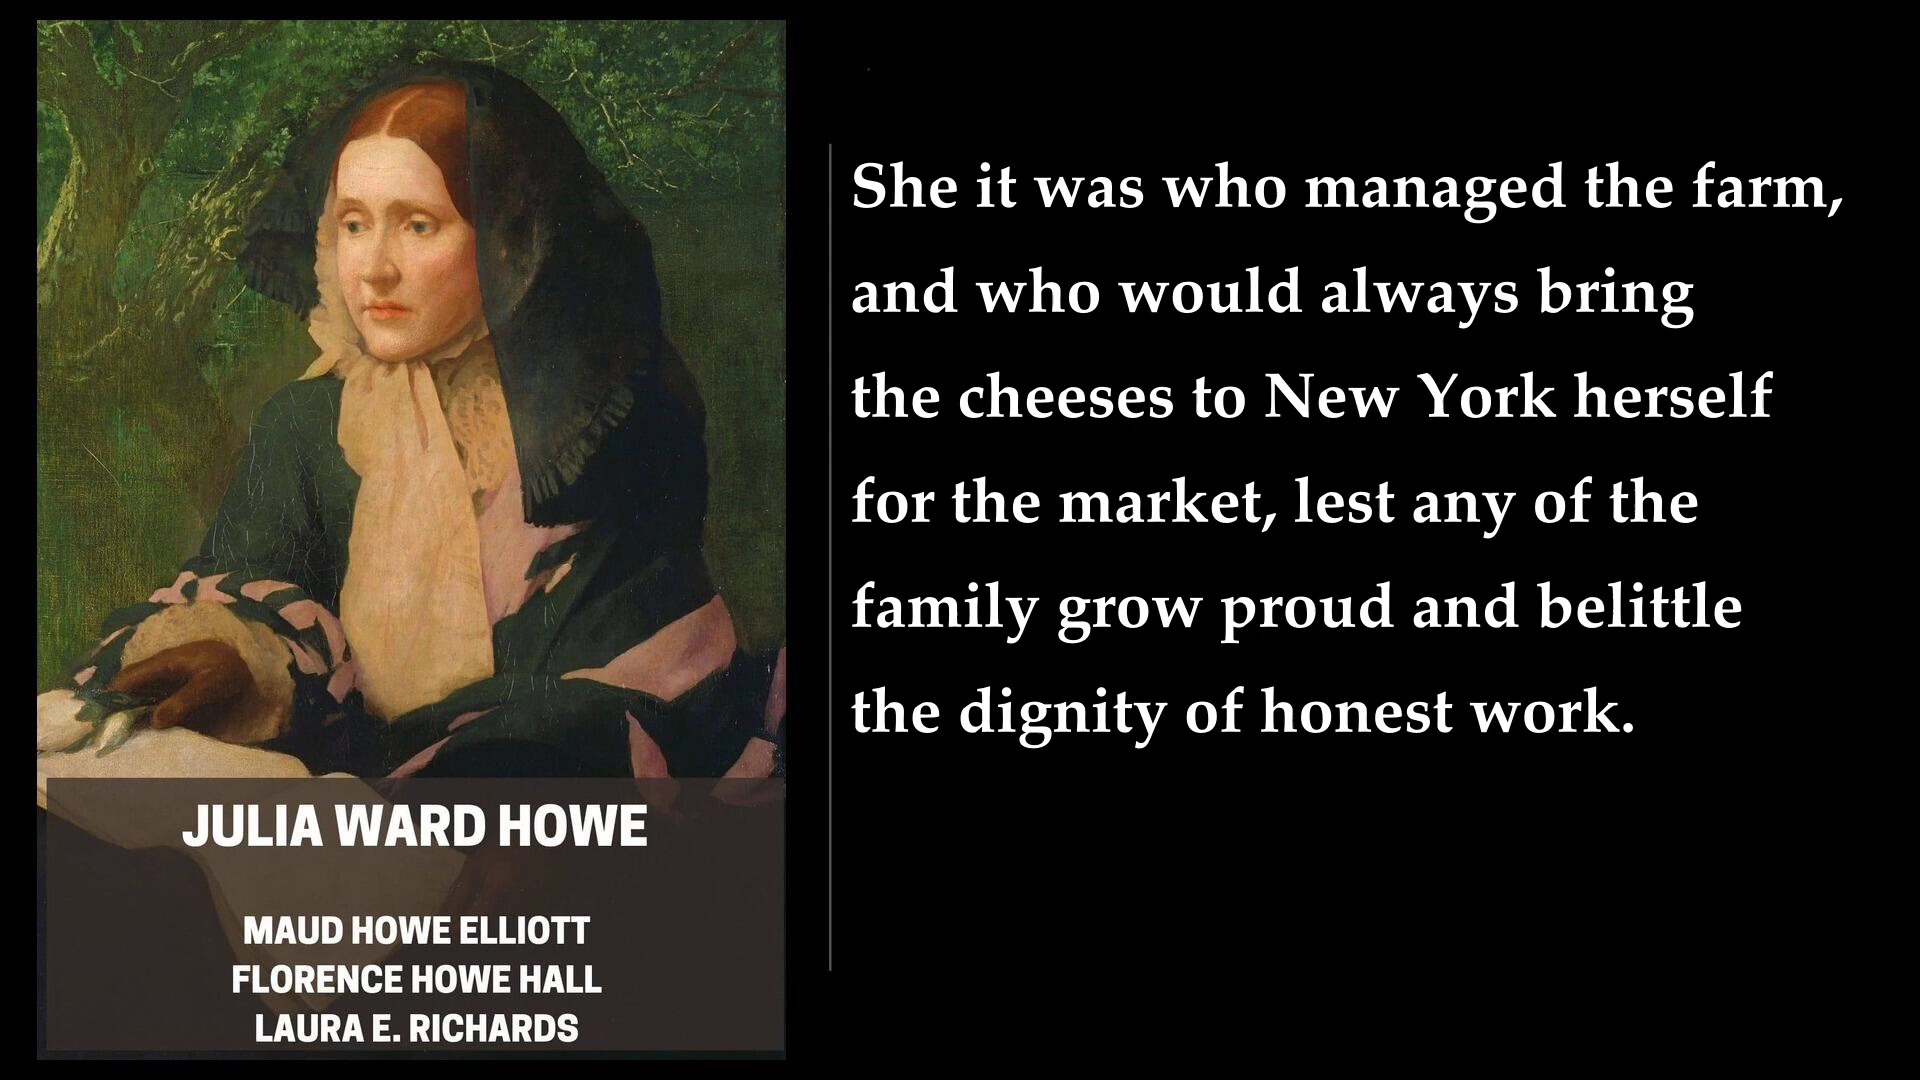 JULIA WARD HOWE
MAUD HOWE ELLIOTT
FLORENCE HOWE HALL
LAURA E. RICHARDS
She it was who managed the farm,
and who would always bring
the cheeses to New York herself
for the market, lest any of the
family grow proud and belittle
the dignity of honest work.